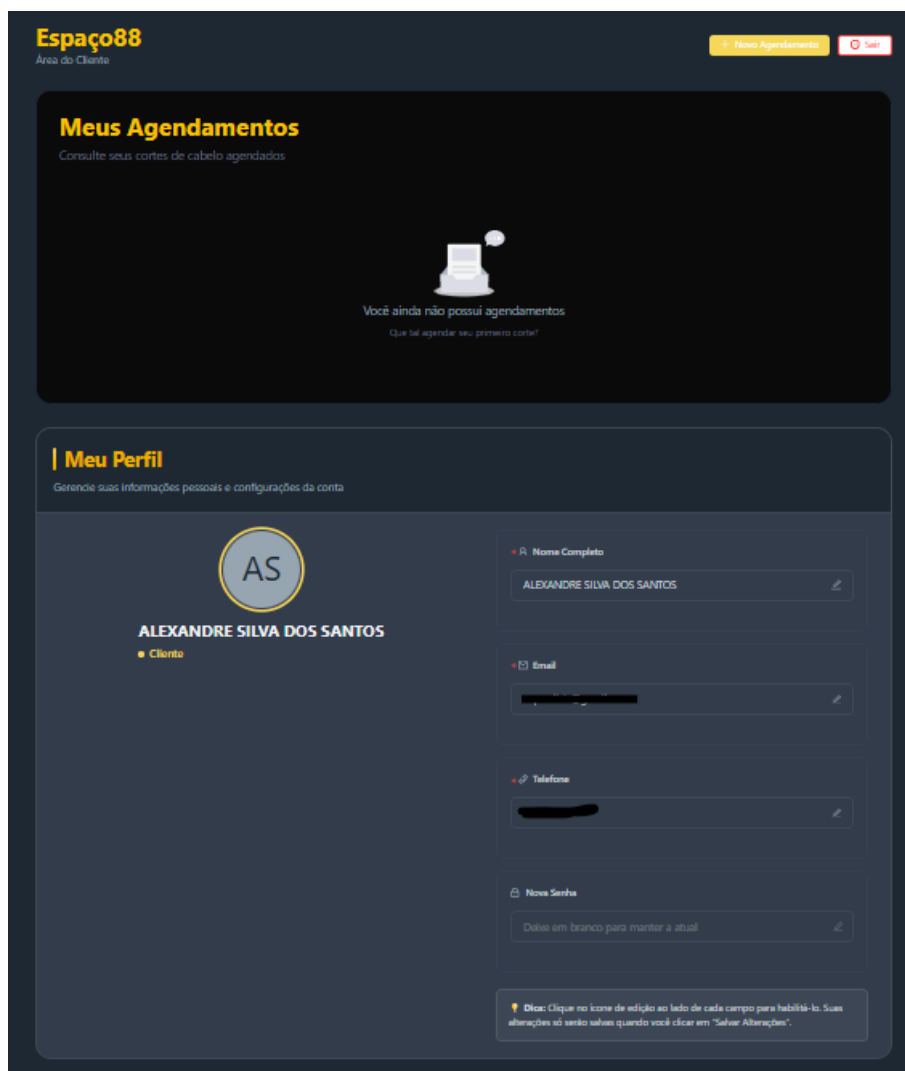 Espaço88
Área do Cliente
+ Novo Agendamento
Sair
Meus Agendamentos
Consulte seus cortes de cabelo agendados
Você ainda não possui agendamentos
Que tal agendar seu primeiro corte?
Meu Perfil
Gerencie suas informações pessoais e configurações da conta
AS
ALEXANDRE SILVA DOS SANTOS
Cliente
* Nome Completo
ALEXANDRE SILVA DOS SANTOS
* Email
* Telefone
Nova Senha
Deixe em branco para manter a atual
Dica: Clique no ícone de edição ao lado de cada campo para habilitá-lo. Suas
alterações só serão salvas quando você clicar em "Salvar Alterações".